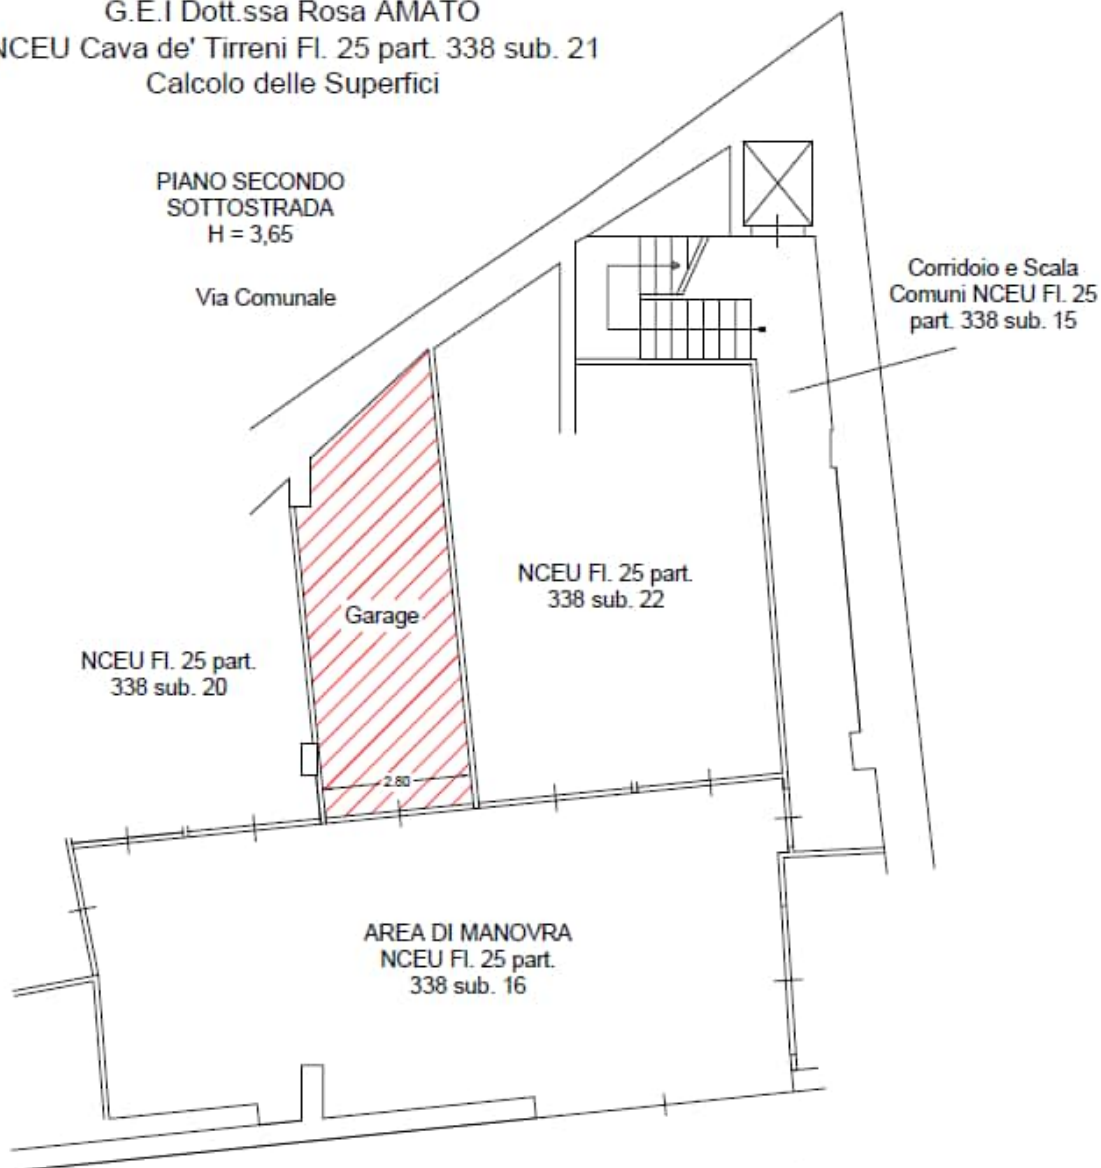 G.E.I Dott.ssa Rosa AMATO
NCEU Cava de' Tirreni Fl. 25 part. 338 sub. 21
Calcolo delle Superfici
PIANO SECONDO
SOTTOSTRADA
H = 3,65
Via Comunale
Corridoio e Scala
Comuni NCEU Fl. 25
part. 338 sub. 15
NCEU Fl. 25 part.
338 sub. 22
Garage
NCEU Fl. 25 part.
338 sub. 20
2.80
AREA DI MANOVRA
NCEU Fl. 25 part.
338 sub. 16